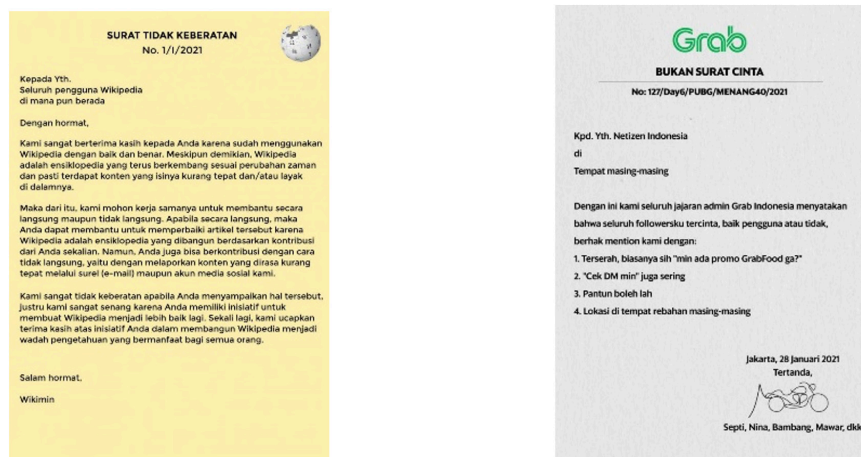 SURAT TIDAK KEBERATAN
No. 1/I/2021
Kepada Yth.
Seluruh pengguna Wikipedia
di mana pun berada
Dengan hormat,
Kami sangat berterima kasih kepada Anda karena sudah menggunakan
Wikipedia dengan baik dan benar. Meskipun demikian, Wikipedia
adalah ensiklopedia yang terus berkembang sesuai perubahan zaman
dan pasti terdapat konten yang isinya kurang tepat dan/atau layak
di dalamnya.
Maka dari itu, kami mohon kerja samanya untuk membantu secara
langsung maupun tidak langsung. Apabila secara langsung, maka
Anda dapat membantu untuk memperbaiki artikel tersebut karena
Wikipedia adalah ensiklopedia yang dibangun berdasarkan kontribusi
dari Anda sekalian. Namun, Anda juga bisa berkontribusi dengan cara
tidak langsung, yaitu dengan melaporkan konten yang dirasa kurang
tepat melalui surel (e-mail) maupun akun media sosial kami.
Kami sangat tidak keberatan apabila Anda menyampaikan hal tersebut,
justru kami sangat senang karena Anda memiliki inisiatif untuk
membuat Wikipedia menjadi lebih baik lagi. Sekali lagi, kami ucapkan
terima kasih atas inisiatif Anda dalam membangun Wikipedia menjadi
wadah pengetahuan yang bermanfaat bagi semua orang.
Salam hormat,
Wikimin
Grab
BUKAN SURAT CINTA
No: 127/Day6/PUBG/MENANG40/2021
Kpd. Yth. Netizen Indonesia
di
Tempat masing-masing
Dengan ini kami seluruh jajaran admin Grab Indonesia menyatakan
bahwa seluruh followersku tercinta, baik pengguna atau tidak,
berhak mention kami dengan:
1. Terserah, biasanya sih "min ada promo GrabFood ga?"
2. "Cek DM min" juga sering
3. Pantun boleh lah
4. Lokasi di tempat rebahan masing-masing
Jakarta, 28 Januari 2021
Tertanda,
Septi, Nina, Bambang, Mawar, dkk